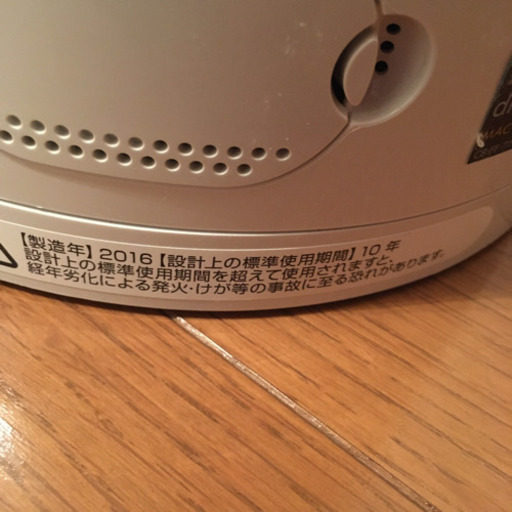 【製造年】2016【設計上の標準使用期間】10年
設計上の標準使用期間を超えて使用されますと、
経年劣化による発火・けが等の事故に至る恐れがあります。